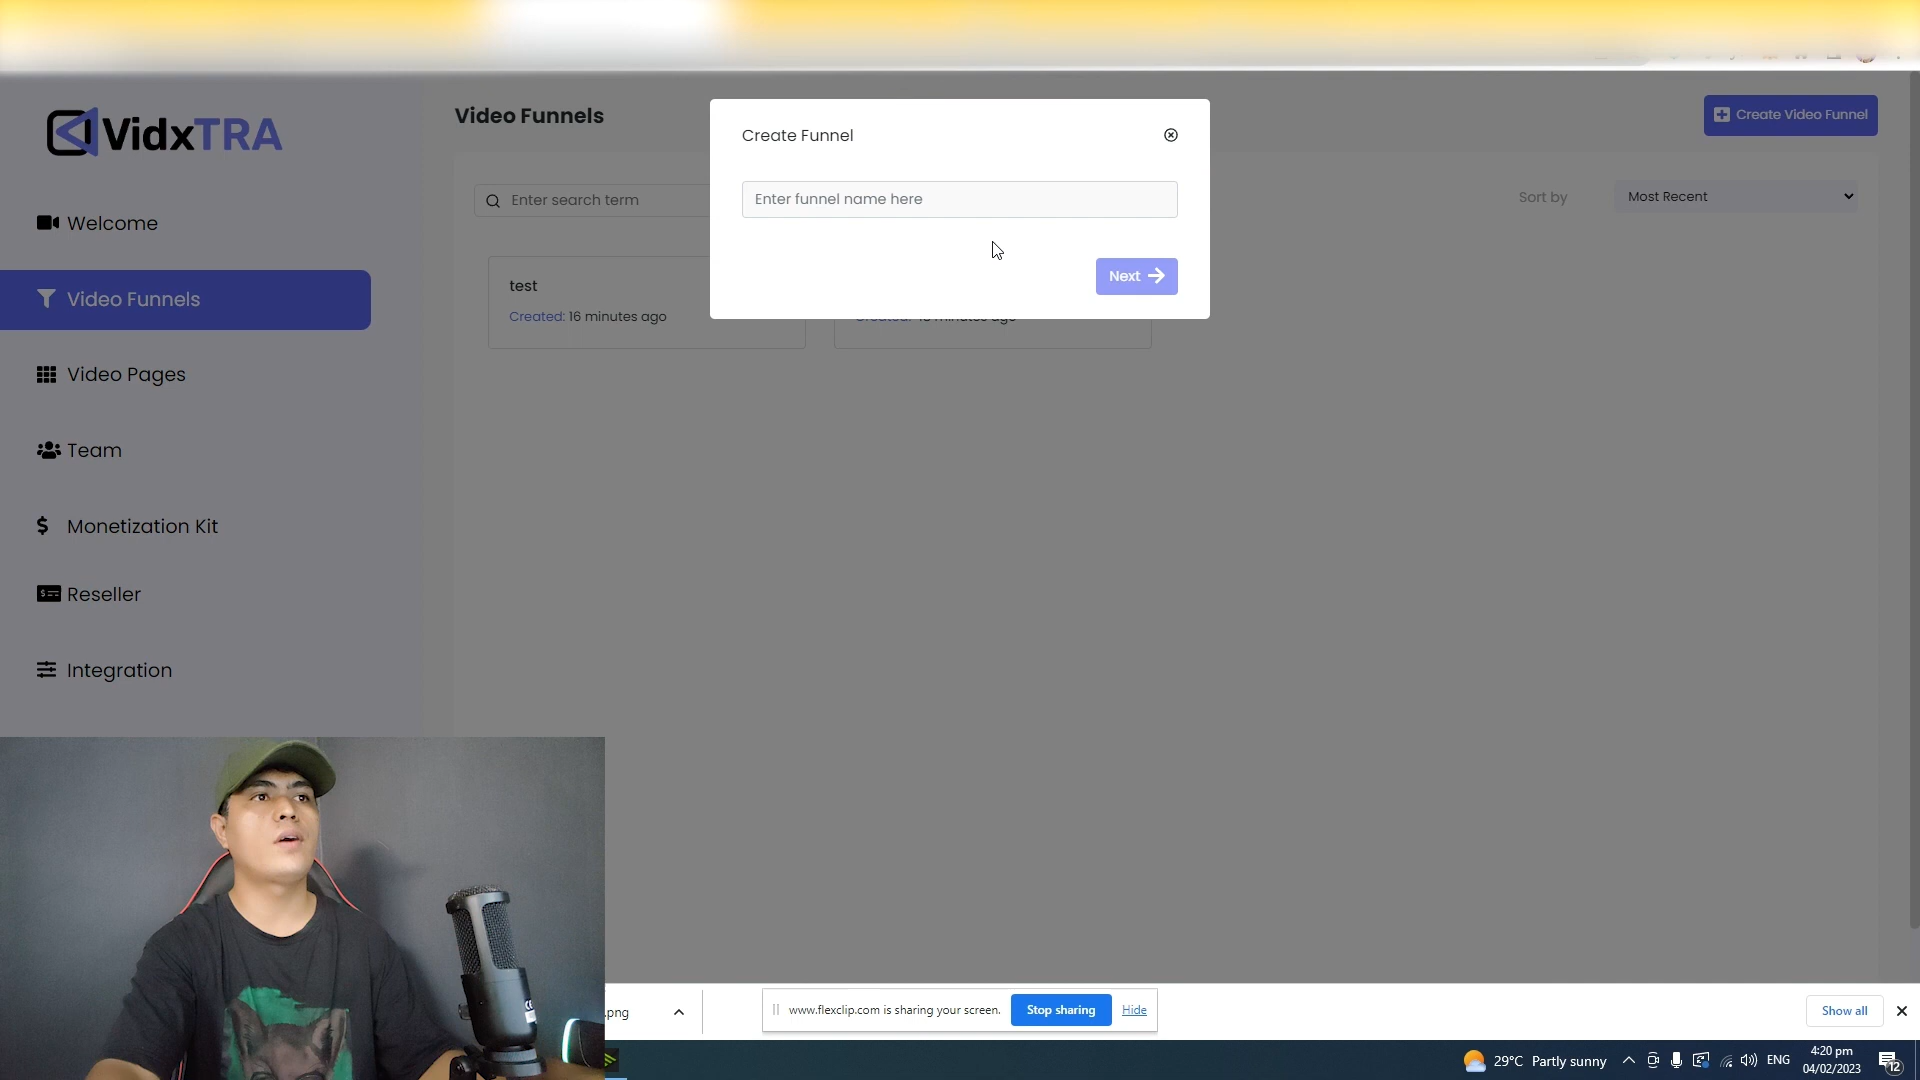 VidxTRA
Welcome
Video Funnels
Video Pages
Team
Monetization Kit
Reseller
Integration
Video Funnels
Create Video Funnel
Enter search term
Sort by
Most Recent
test
Created: 16 minutes ago
Create Funnel
Enter funnel name here
Next
.png
www.flexclip.com is sharing your screen.
Stop sharing
Hide
Show all
29°C Partly sunny
ENG
4:20 pm
04/02/2023
12